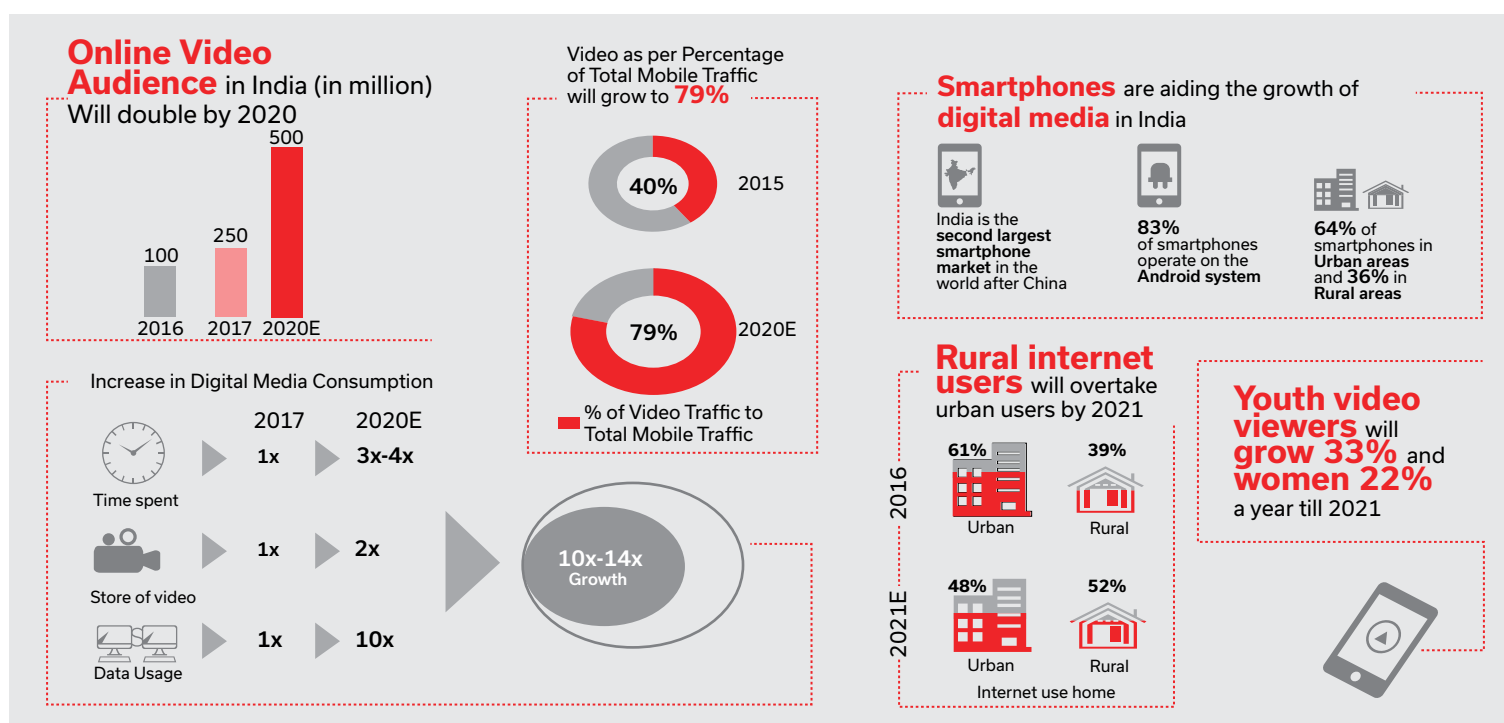 Online Video
Audience in India (in million)
Will double by 2020
500
250
100
2016 2017 2020E
Video as per Percentage
of Total Mobile Traffic
will grow to 79%
40%
2015
79%
2020E
% of Video Traffic to
Total Mobile Traffic
Smartphones are aiding the growth of
digital media in India
India is the
second largest
smartphone
market in the
world after China
83%
of smartphones
operate on the
Android system
64% of
smartphones in
Urban areas
and 36% in
Rural areas
Increase in Digital Media Consumption
2017 2020E
1x 3x-4x
Time spent
1x 2x
Store of video
1x 10x
Data Usage
10x-14x
Growth
Rural internet
users will overtake
urban users by 2021
2016
61% 39%
Urban Rural
2021E
48% 52%
Urban Rural
Internet use home
Youth video
viewers will
grow 33% and
women 22%
a year till 2021